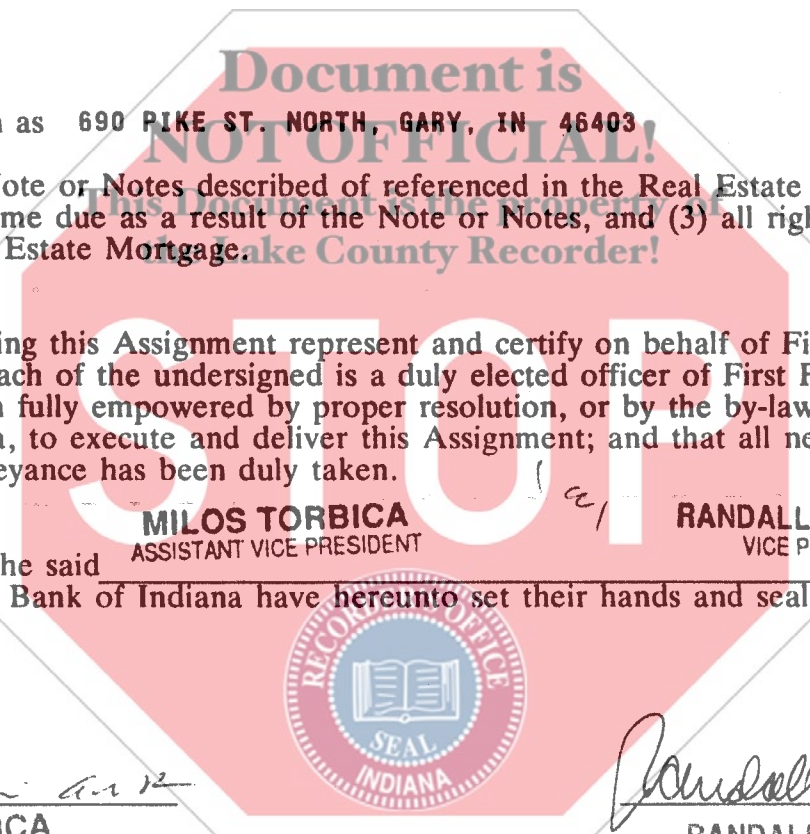 Document is
n as 690 PIKE ST. NORTH, GARY, IN 46403
NOT OFFICIAL!
Note or Notes described of referenced in the Real Estate
This Document is the property of
me due as a result of the Note or Notes, and (3) all righ
Estate Mortgage.
the Lake County Recorder!
STOP
ing this Assignment represent and certify on behalf of Fi
ach of the undersigned is a duly elected officer of First F
n fully empowered by proper resolution, or by the by-law
a, to execute and deliver this Assignment; and that all ne
eyance has been duly taken.
MILOS TORBICA RANDALL
ASSISTANT VICE PRESIDENT VICE P
he said
Bank of Indiana have hereunto set their hands and seal
RECORDER'S OFFICE
SEAL
INDIANA
Randall
BICA RANDALL